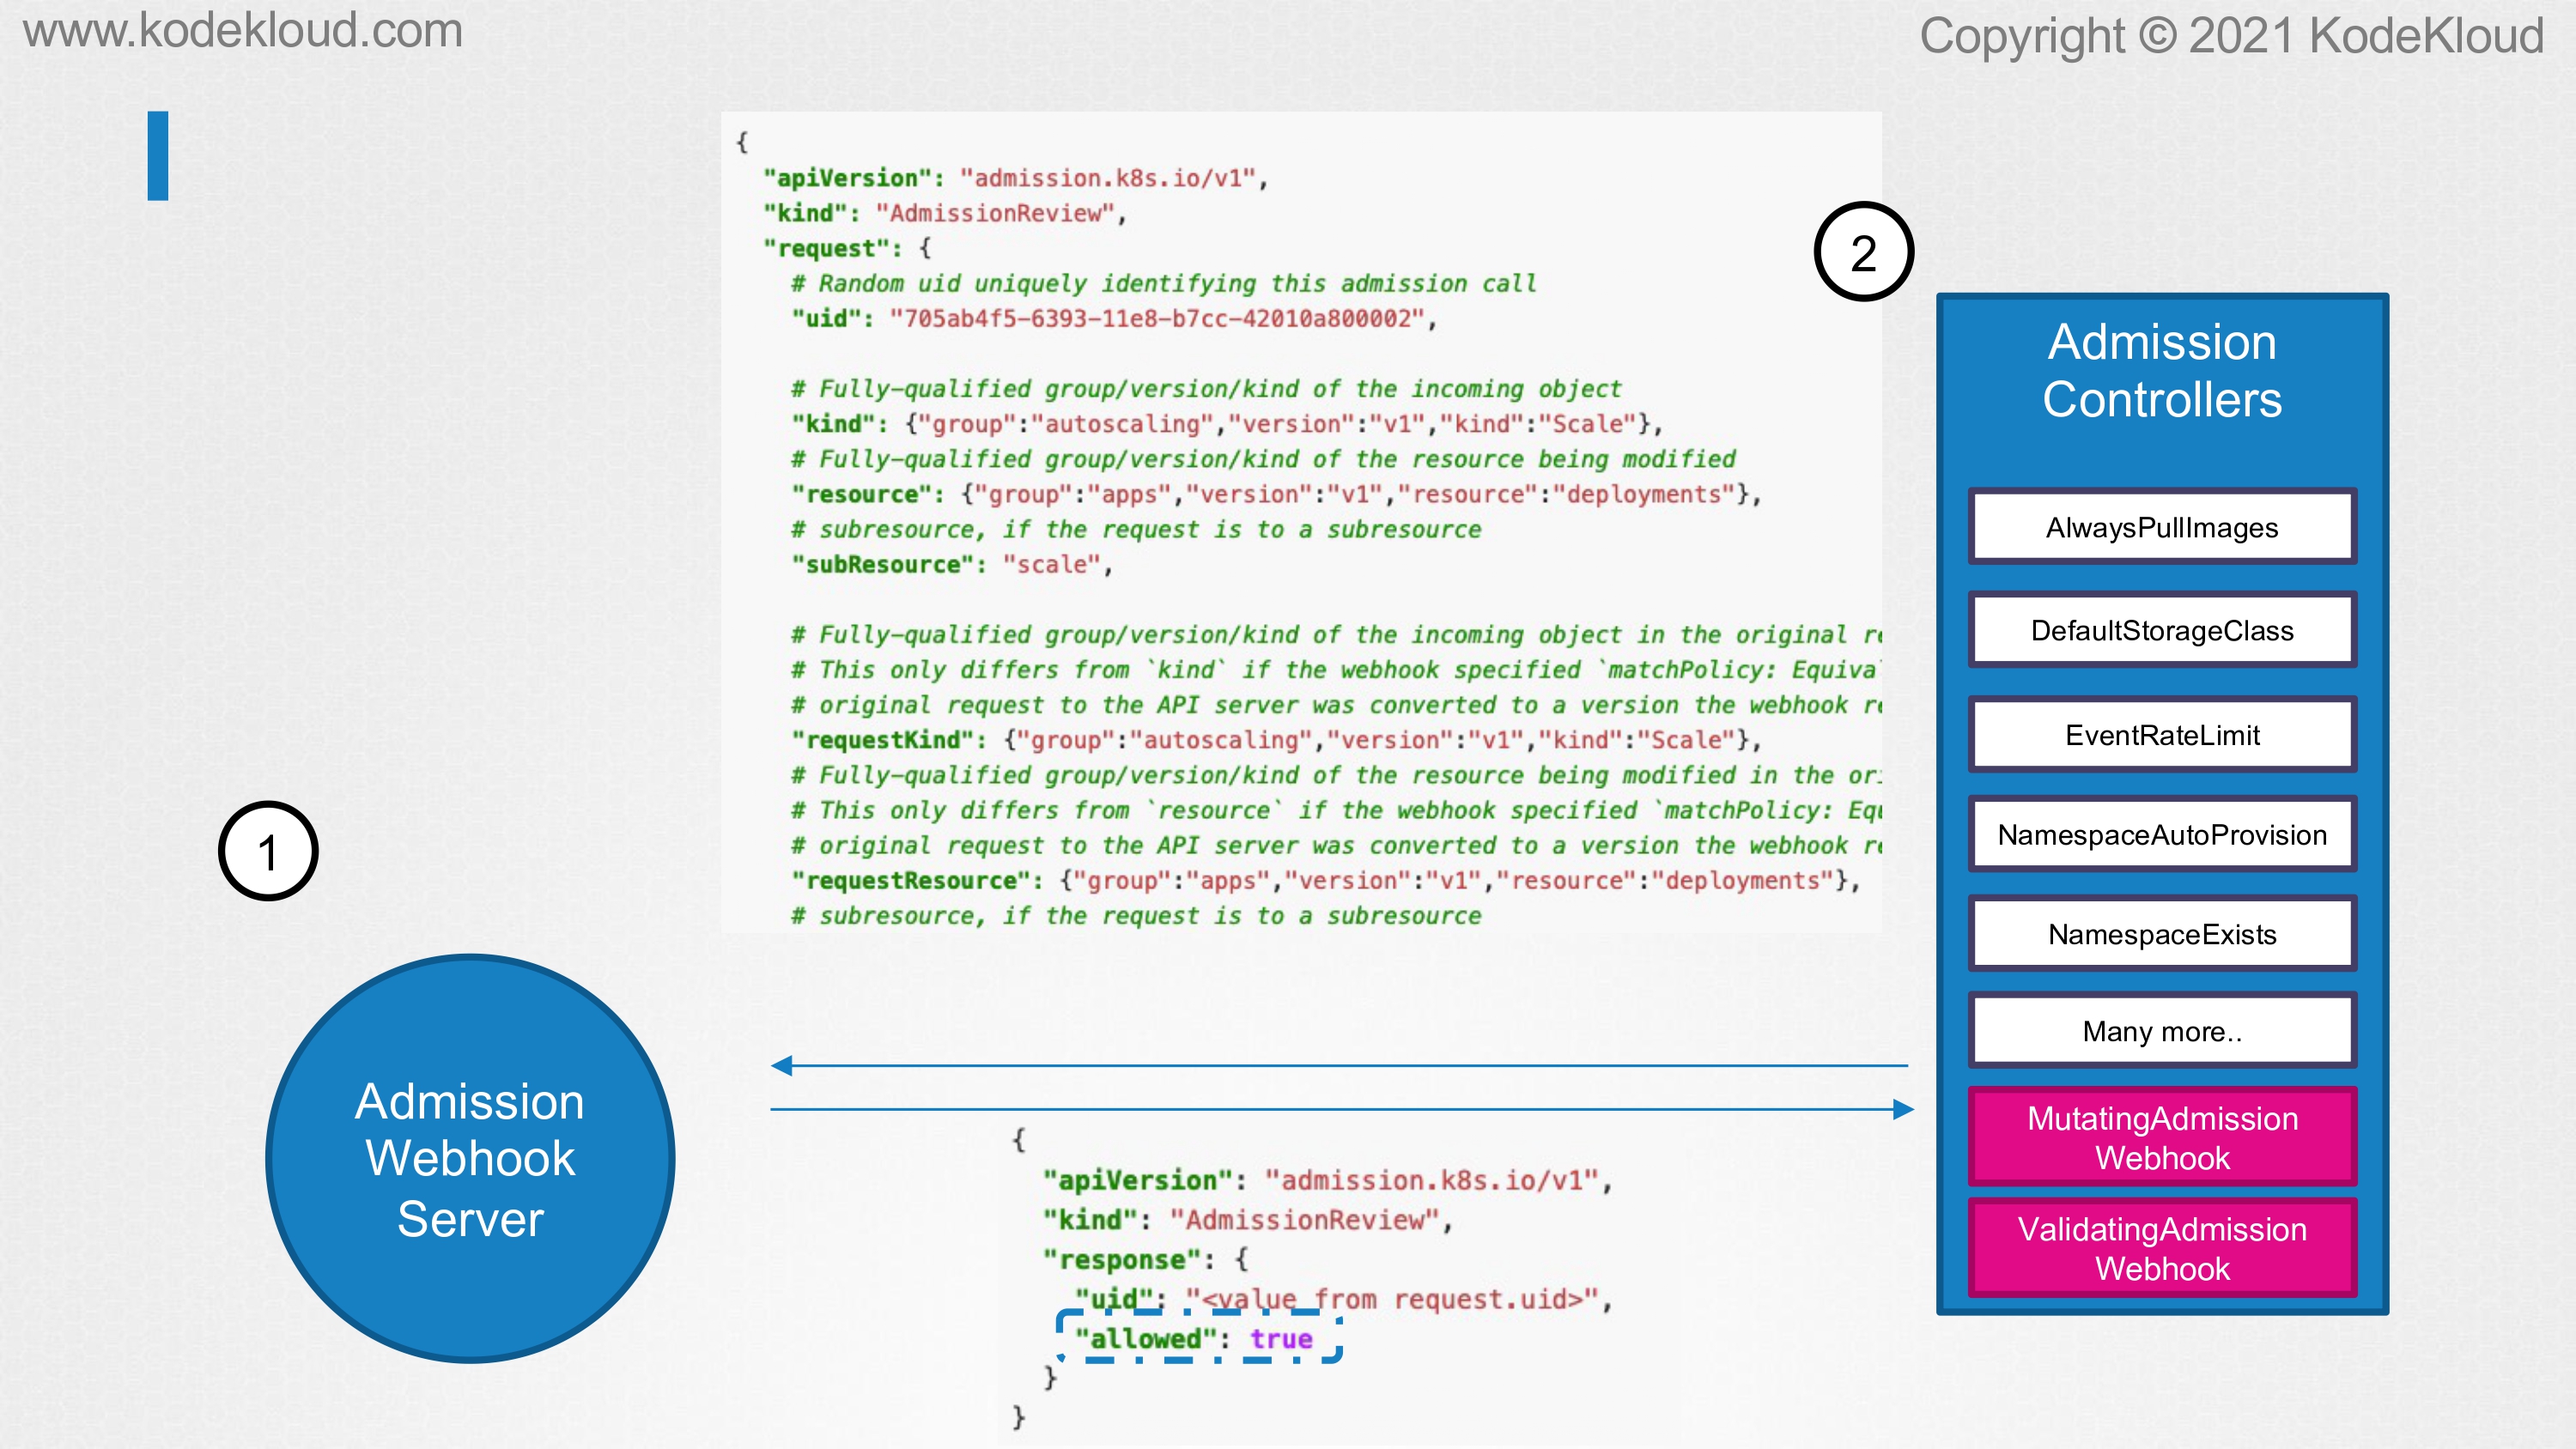 www.kodekloud.com
Copyright © 2021 KodeKloud
{
"apiVersion": "admission.k8s.io/v1",
"kind": "AdmissionReview",
"request": {
# Random uid uniquely identifying this admission call
"uid": "705ab4f5-6393-11e8-b7cc-42010a800002",
# Fully-qualified group/version/kind of the incoming object
"kind": {"group":"autoscaling","version":"v1","kind":"Scale"},
# Fully-qualified group/version/kind of the resource being modified
"resource": {"group":"apps","version":"v1","resource":"deployments"},
# subresource, if the request is to a subresource
"subResource": "scale",
# Fully-qualified group/version/kind of the incoming object in the original
# This only differs from `kind` if the webhook specified `matchPolicy:
# original request to the API server was converted to a version the webhook
"requestKind": {"group":"autoscaling","version":"v1","kind":"Scale"},
# Fully-qualified group/version/kind of the resource being modified in the
# This only differs from `resource` if the webhook specified `matchPolicy:
# original request to the API server was converted to a version the webhook
"requestResource": {"group":"apps","version":"v1","resource":"deployments"},
# subresource, if the request is to a subresource
2
Admission
Controllers
AlwaysPullImages
DefaultStorageClass
EventRateLimit
NamespaceAutoProvision
NamespaceExists
Many more..
MutatingAdmission
Webhook
ValidatingAdmission
Webhook
1
Admission
Webhook
Server
{
"apiVersion": "admission.k8s.io/v1",
"kind": "AdmissionReview",
"response": {
"uid": "<value from request.uid>",
"allowed": true
}
}